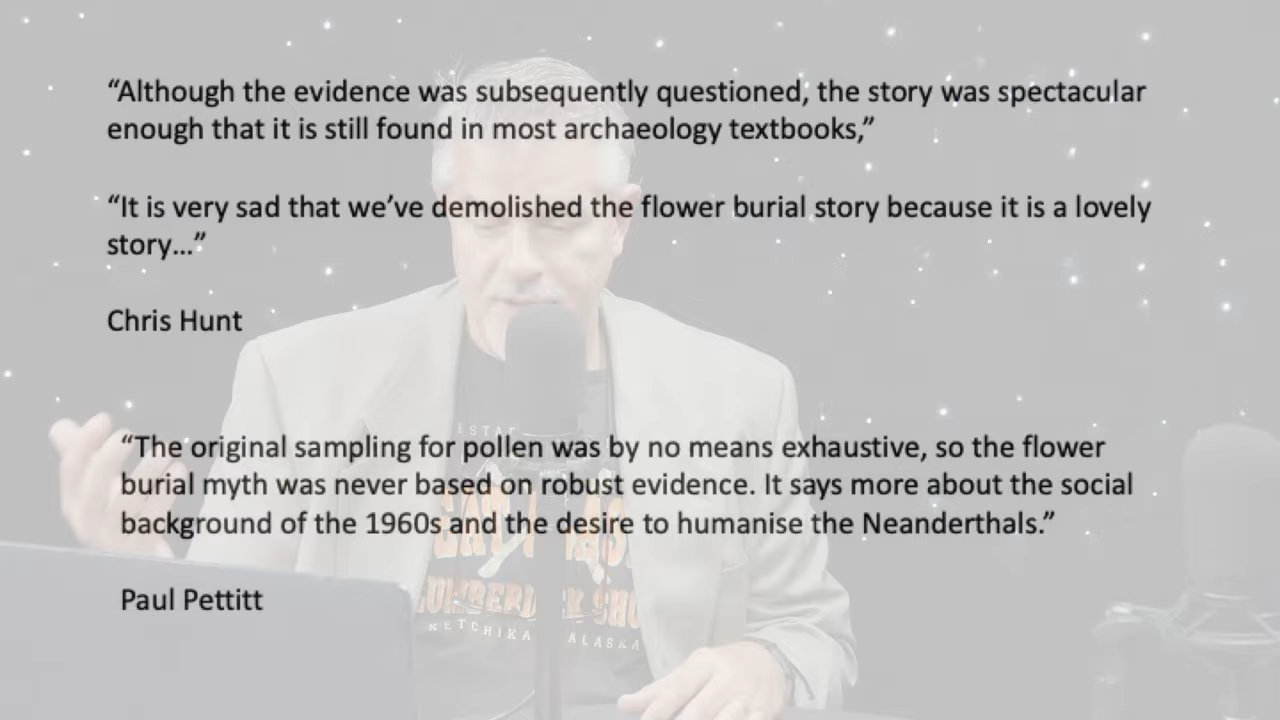 “Although the evidence was subsequently questioned, the story was spectacular
enough that it is still found in most archaeology textbooks,”
“It is very sad that we’ve demolished the flower burial story because it is a lovely
story...”
Chris Hunt
“The original sampling for pollen was by no means exhaustive, so the flower
burial myth was never based on robust evidence. It says more about the social
background of the 1960s and the desire to humanise the Neanderthals.”
Paul Pettitt
KETCHIKA ALASKA